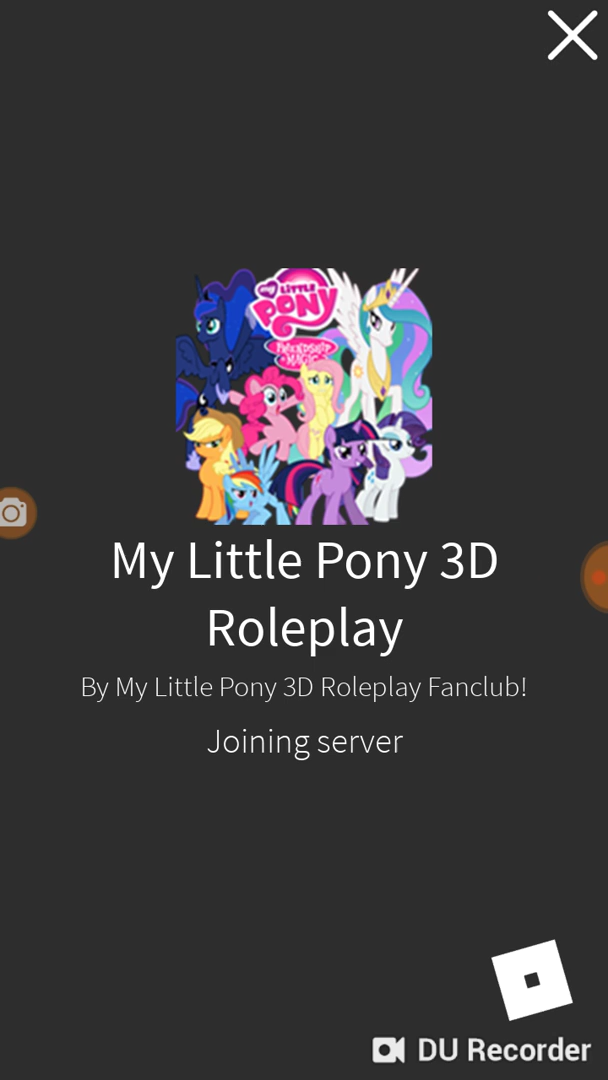 MY LITTLE
PONY
FRIENDSHIP
IS MAGIC
My Little Pony 3D
Roleplay
By My Little Pony 3D Roleplay Fanclub!
Joining server
DU Recorder